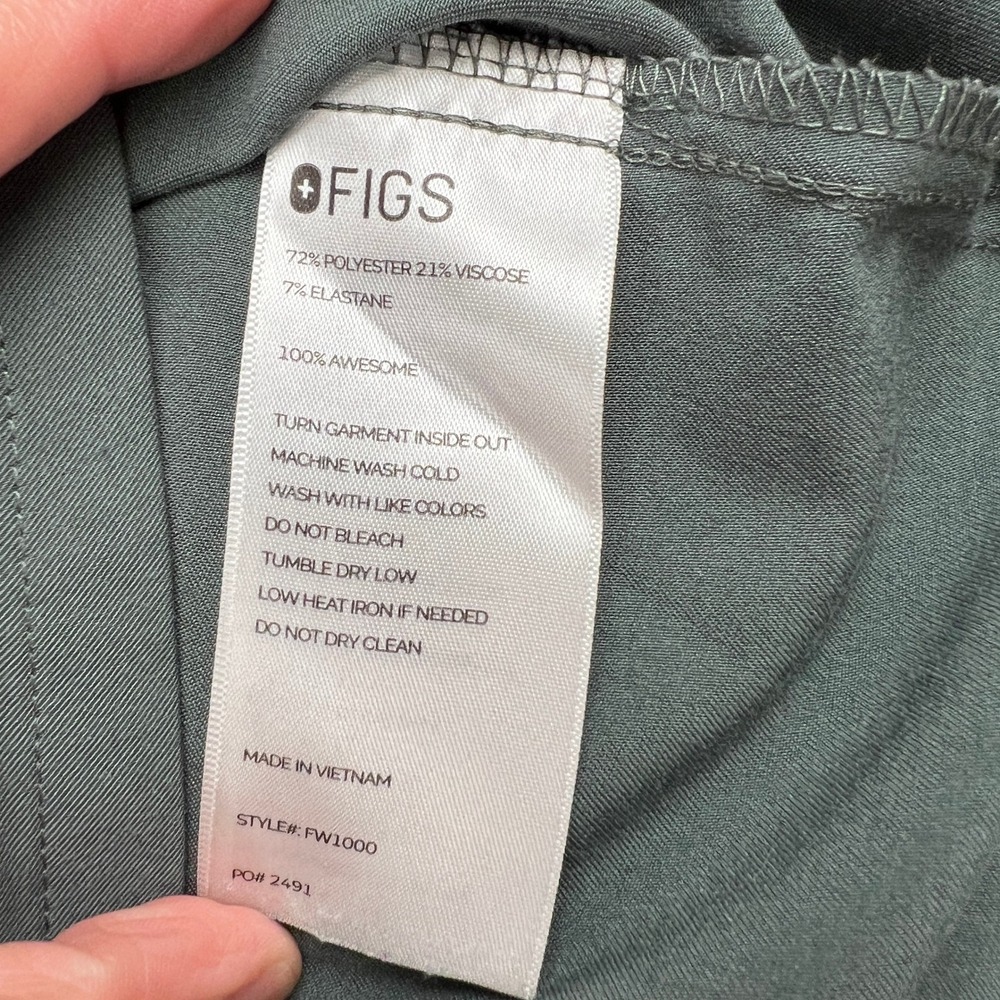 FIGS
72% POLYESTER 21% VISCOSE
7% ELASTANE
100% AWESOME
TURN GARMENT INSIDE OUT
MACHINE WASH COLD
WASH WITH LIKE COLORS
DO NOT BLEACH
TUMBLE DRY LOW
LOW HEAT IRON IF NEEDED
DO NOT DRY CLEAN
MADE IN VIETNAM
STYLE#: FW1000
PO# 2491